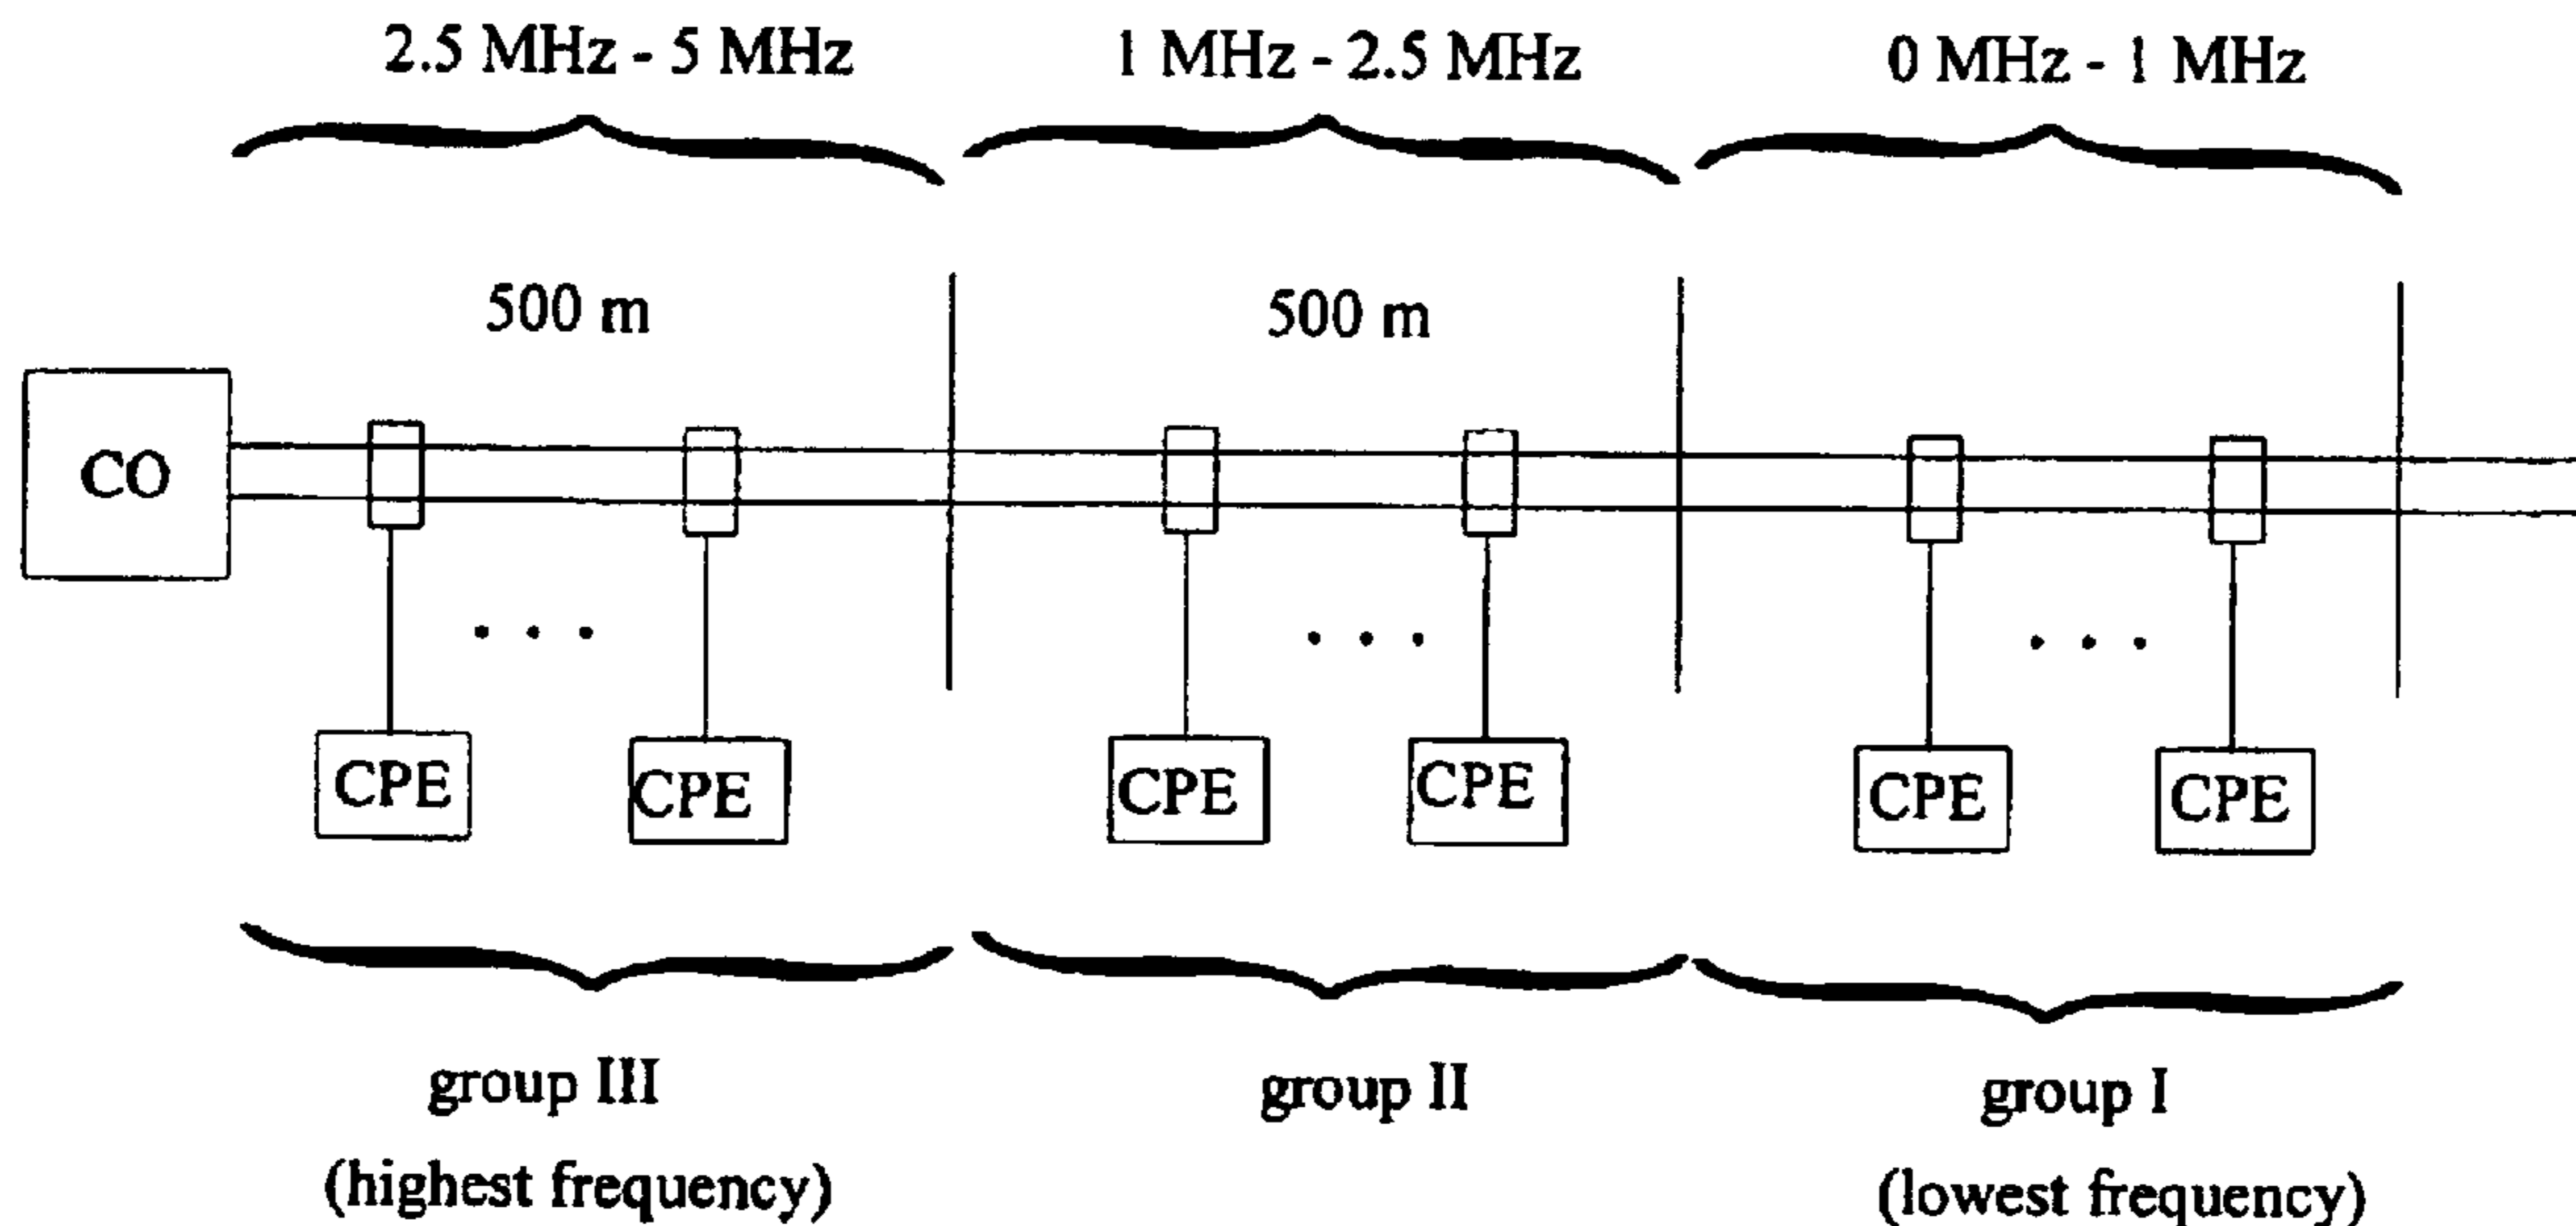 2.5 MHz - 5 MHz
1 MHz - 2.5 MHz
0 MHz - 1 MHz
500 m
500 m
CO
. . .
. . .
. . .
CPE
CPE
CPE
CPE
CPE
CPE
group III
(highest frequency)
group II
group I
(lowest frequency)